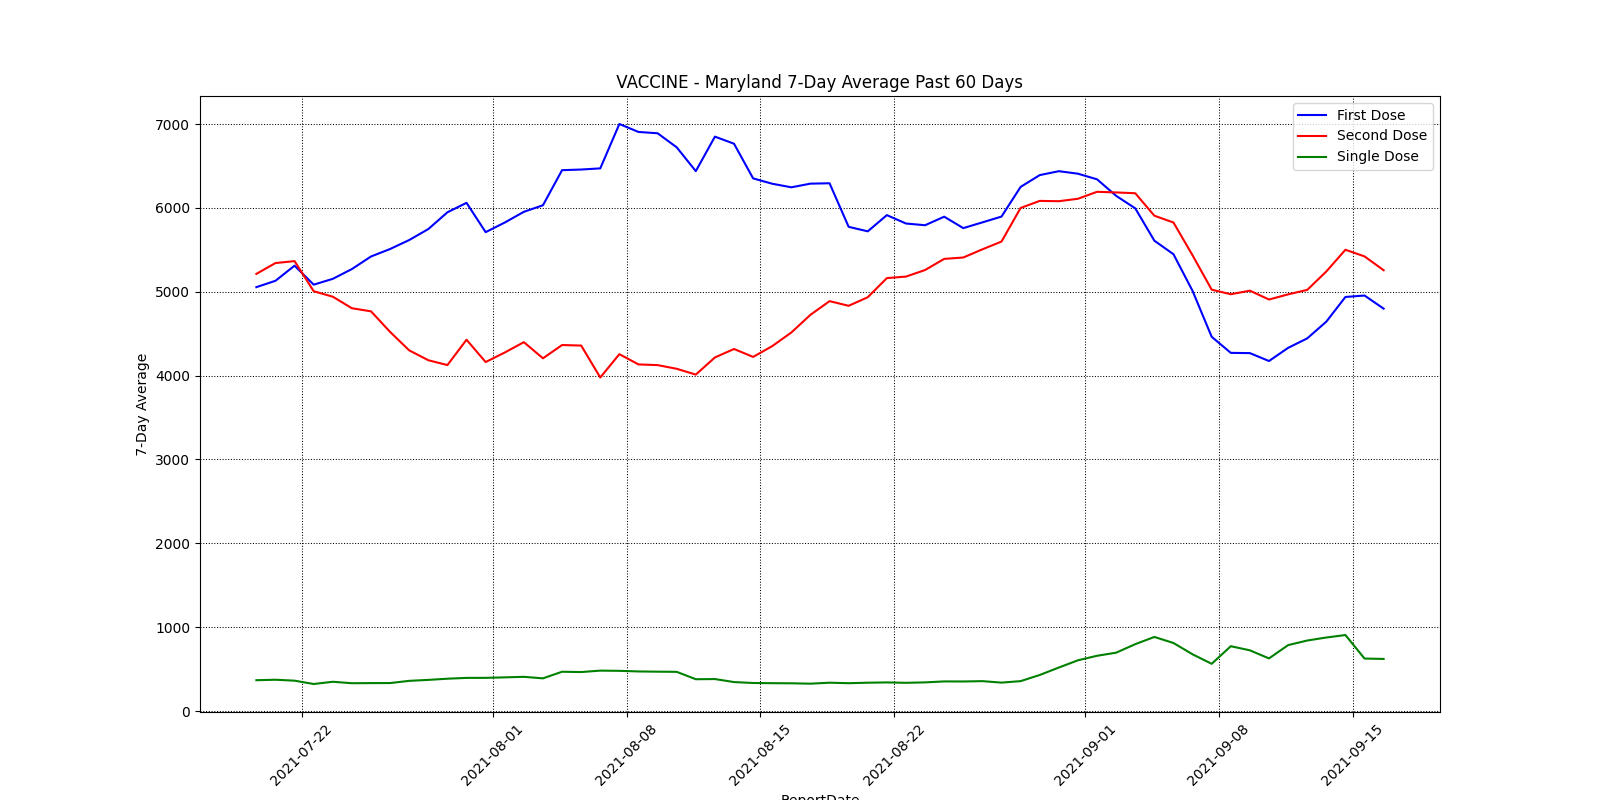 VACCINE - Maryland 7-Day Average Past 60 Days
First Dose
Second Dose
Single Dose
7-Day Average
7000
6000
5000
4000
3000
2000
1000
0
2021-07-22
2021-08-01
2021-08-08
2021-08-15
2021-08-22
2021-09-01
2021-09-08
2021-09-15
ReportDate